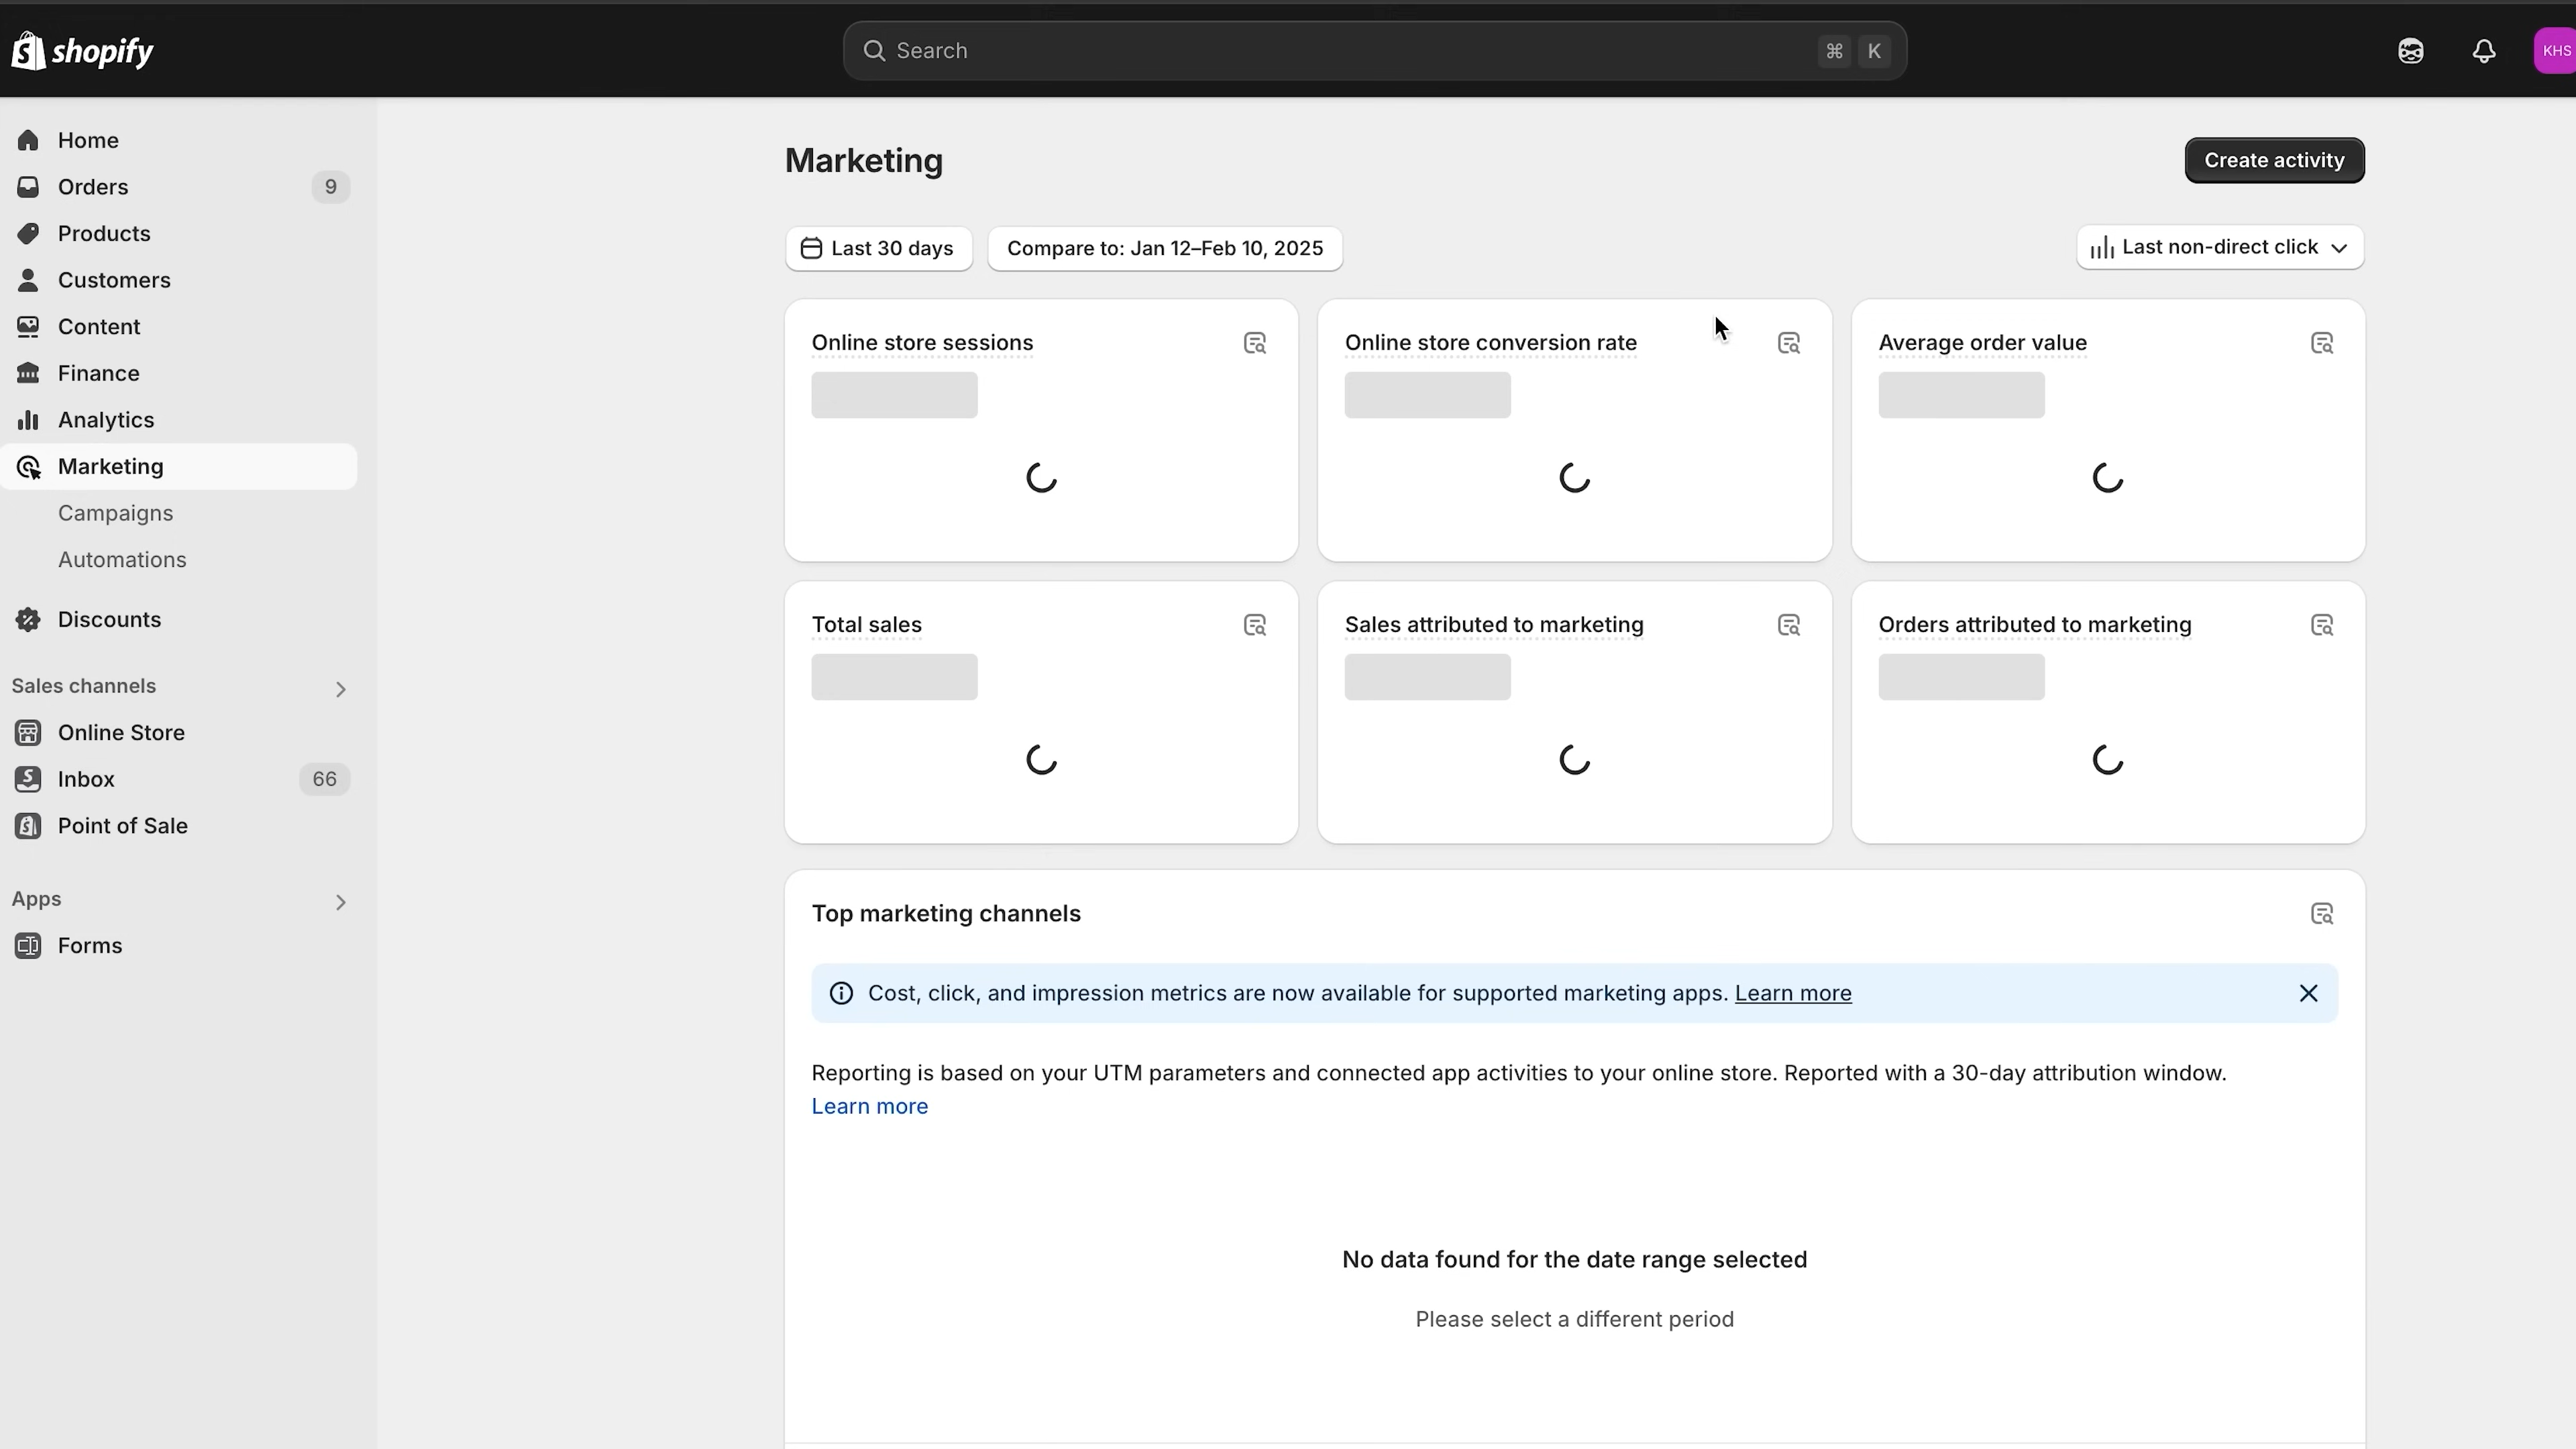 shopify
Search
⌘ K
KHS
Home
Orders 9
Products
Customers
Content
Finance
Analytics
Marketing
Campaigns
Automations
Discounts
Sales channels
Online Store
Inbox 66
Point of Sale
Apps
Forms
Marketing
Create activity
Last 30 days
Compare to: Jan 12–Feb 10, 2025
Last non-direct click
Online store sessions
Online store conversion rate
Average order value
Total sales
Sales attributed to marketing
Orders attributed to marketing
Top marketing channels
Cost, click, and impression metrics are now available for supported marketing apps. Learn more
Reporting is based on your UTM parameters and connected app activities to your online store. Reported with a 30-day attribution window.
Learn more
No data found for the date range selected
Please select a different period